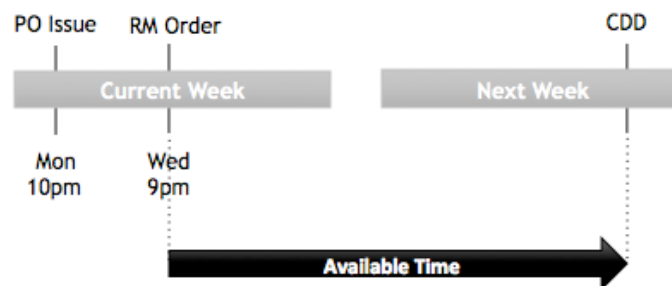 PO Issue
RM Order
CDD
Current Week
Next Week
Mon
10pm
Wed
9pm
Available Time